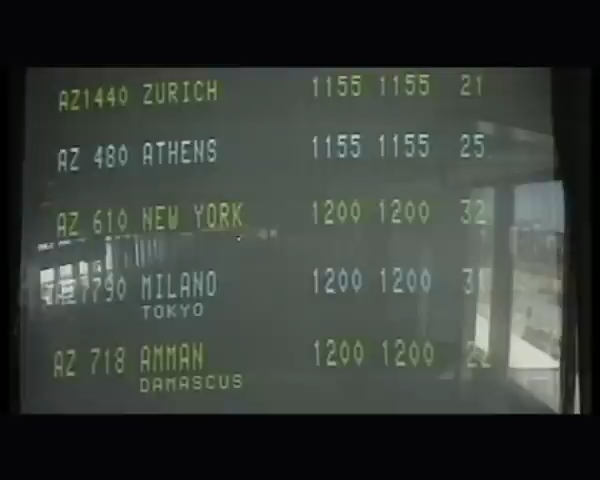 AZ1440 ZURICH 1155 1155 21
AZ 480 ATHENS 1155 1155 25
AZ 610 NEW YORK 1200 1200 32
AZ1790 MILANO 1200 1200
TOKYO
AZ 718 AMMAN 1200 1200
DAMASCUS